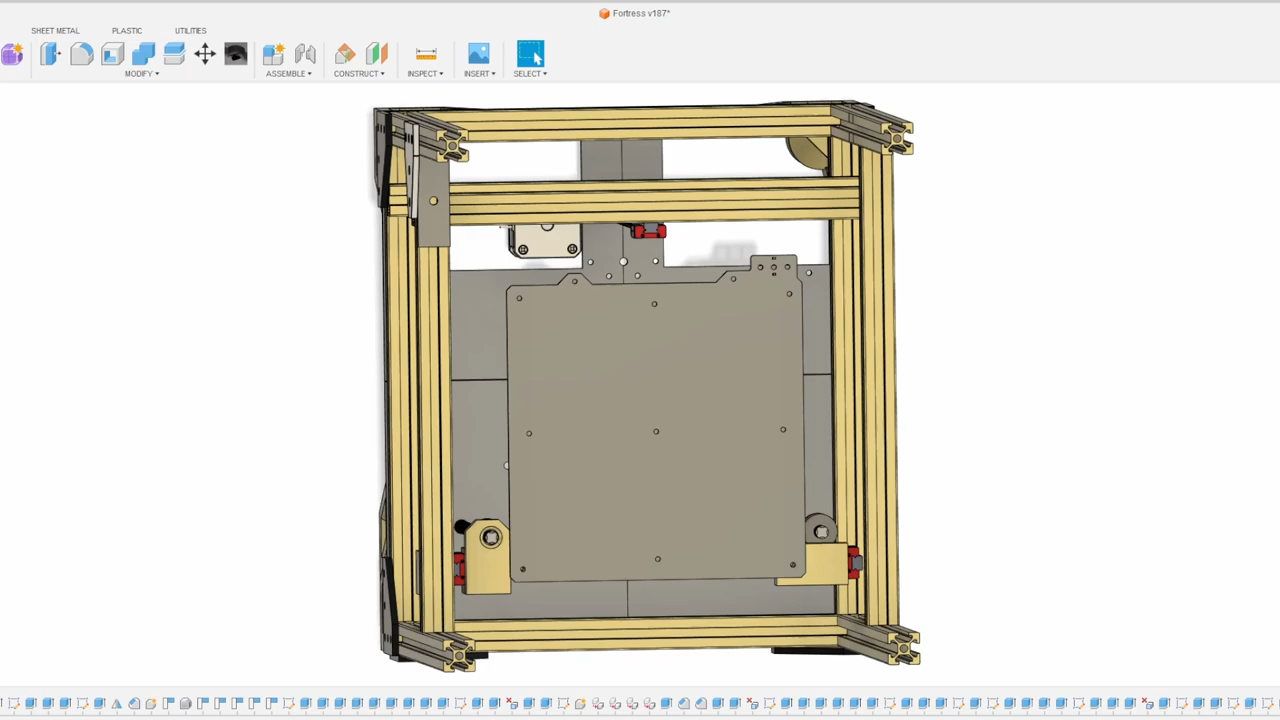 Fortress v187*
SHEET METAL PLASTIC UTILITIES
MODIFY ASSEMBLE CONSTRUCT INSPECT INSERT SELECT